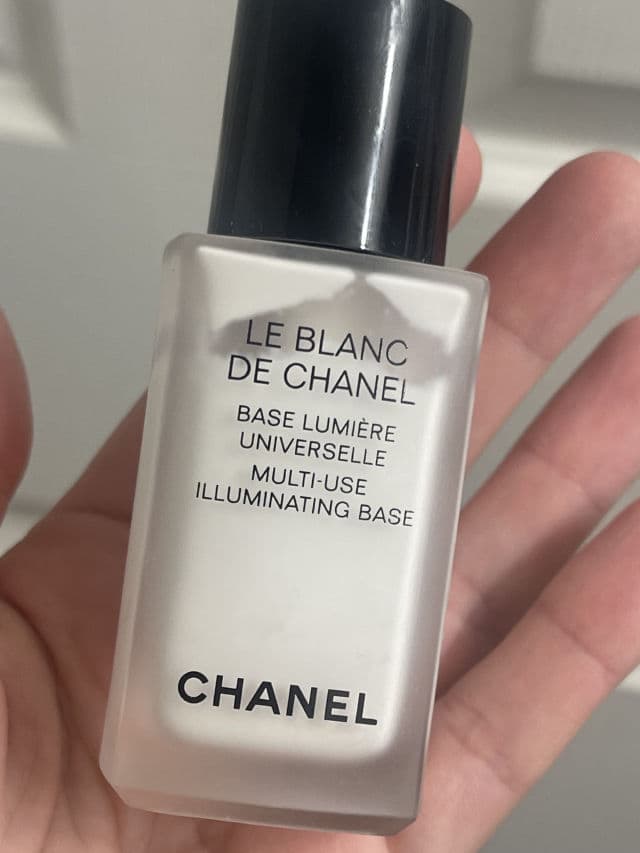 LE BLANC
DE CHANEL
BASE LUMIÈRE
UNIVERSELLE
MULTI-USE
ILLUMINATING BASE
CHANEL